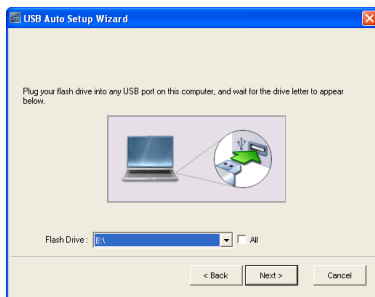 USB Auto Setup Wizard
Plug your flash drive into any USB port on this computer, and wait for the drive letter to appear
below.
Flash Drive : E:\ All
< Back Next > Cancel